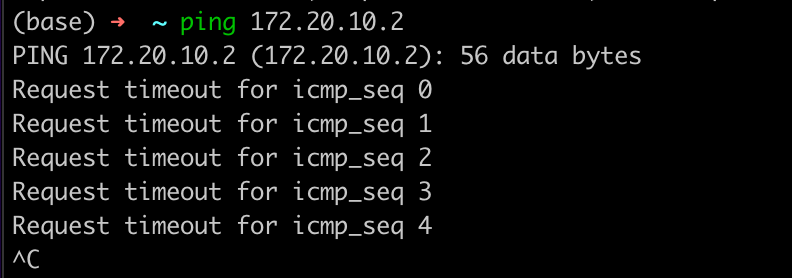 (base) ➜  ~ ping 172.20.10.2
PING 172.20.10.2 (172.20.10.2): 56 data bytes
Request timeout for icmp_seq 0
Request timeout for icmp_seq 1
Request timeout for icmp_seq 2
Request timeout for icmp_seq 3
Request timeout for icmp_seq 4
^C